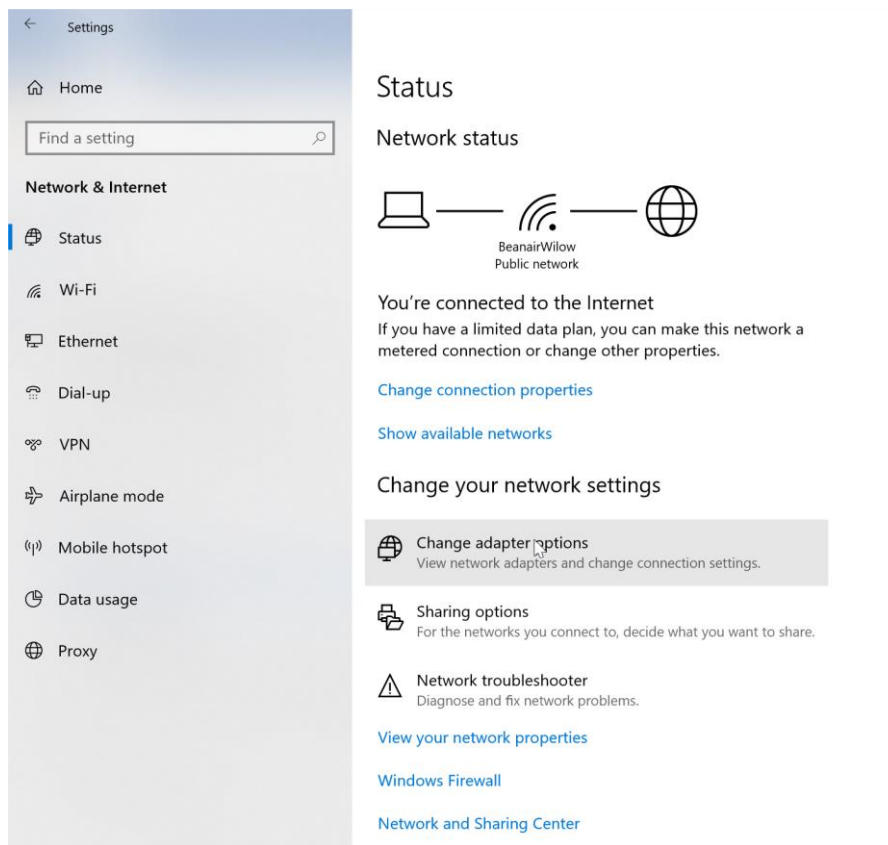 Settings
Home
Find a setting
Network & Internet
Status
Wi-Fi
Ethernet
Dial-up
VPN
Airplane mode
Mobile hotspot
Data usage
Proxy
Status
Network status
BeanairWilow
Public network
You're connected to the Internet
If you have a limited data plan, you can make this network a
metered connection or change other properties.
Change connection properties
Show available networks
Change your network settings
Change adapter options
View network adapters and change connection settings.
Sharing options
For the networks you connect to, decide what you want to share.
Network troubleshooter
Diagnose and fix network problems.
View your network properties
Windows Firewall
Network and Sharing Center